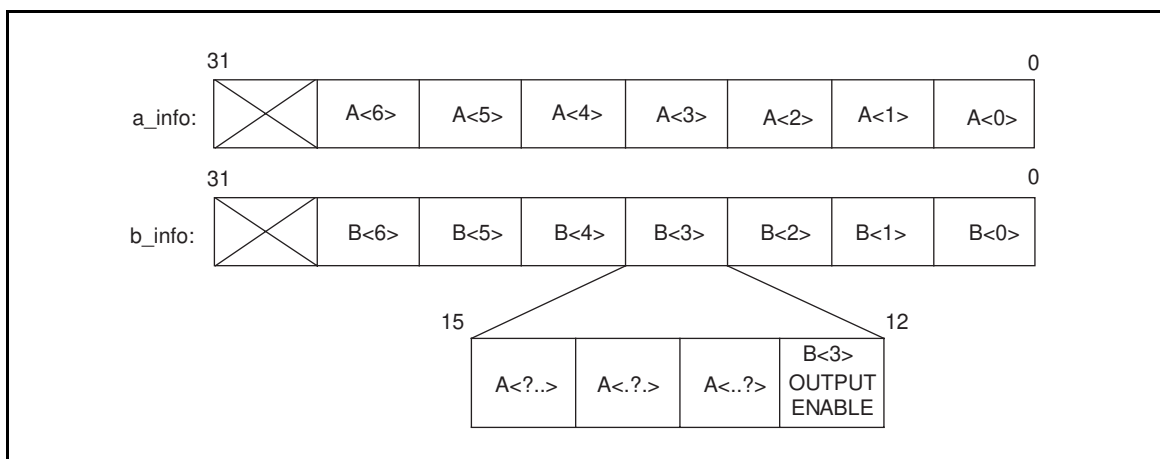 31 0
a_info: A<6> A<5> A<4> A<3> A<2> A<1> A<0>
31 0
b_info: B<6> B<5> B<4> B<3> B<2> B<1> B<0>
15 12
A<?..> A<.?.> A<..?> B<3>
OUTPUT
ENABLE